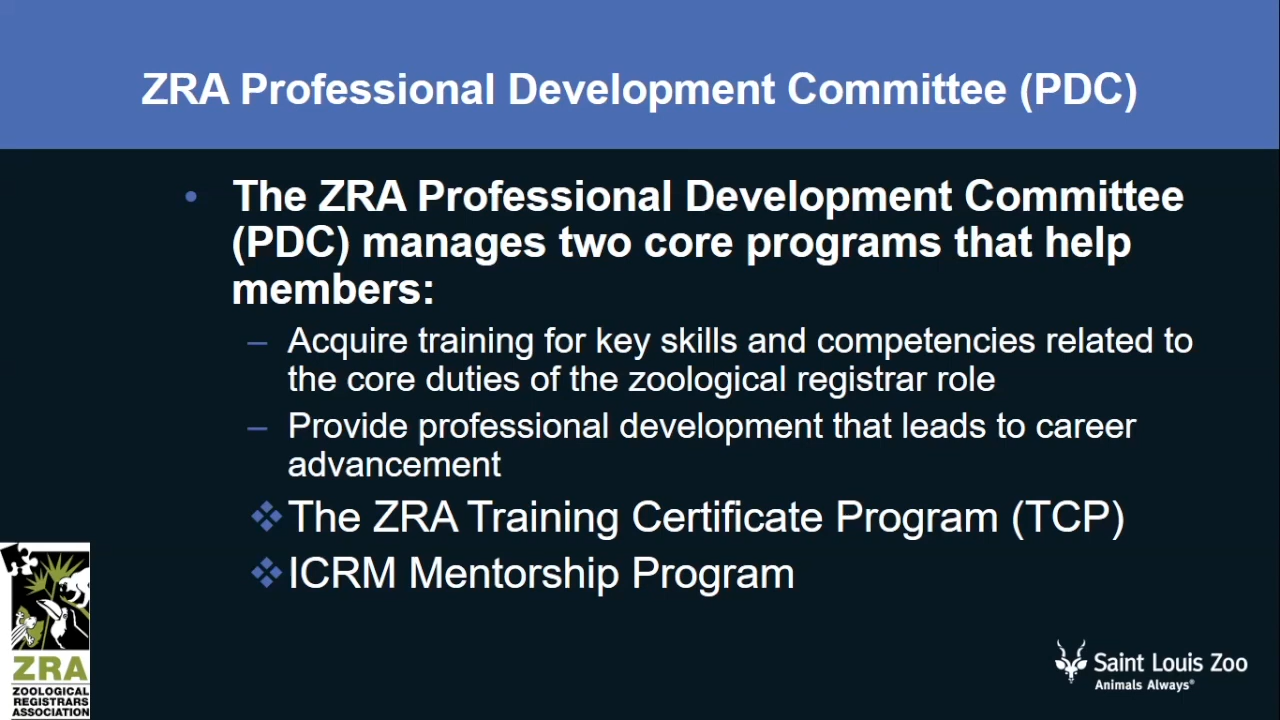 ZRA Professional Development Committee (PDC)
• The ZRA Professional Development Committee
(PDC) manages two core programs that help
members:
– Acquire training for key skills and competencies related to
the core duties of the zoological registrar role
– Provide professional development that leads to career
advancement
❖The ZRA Training Certificate Program (TCP)
❖ICRM Mentorship Program
ZRA
ZOOLOGICAL
REGISTRARS
ASSOCIATION
Saint Louis Zoo
Animals Always®